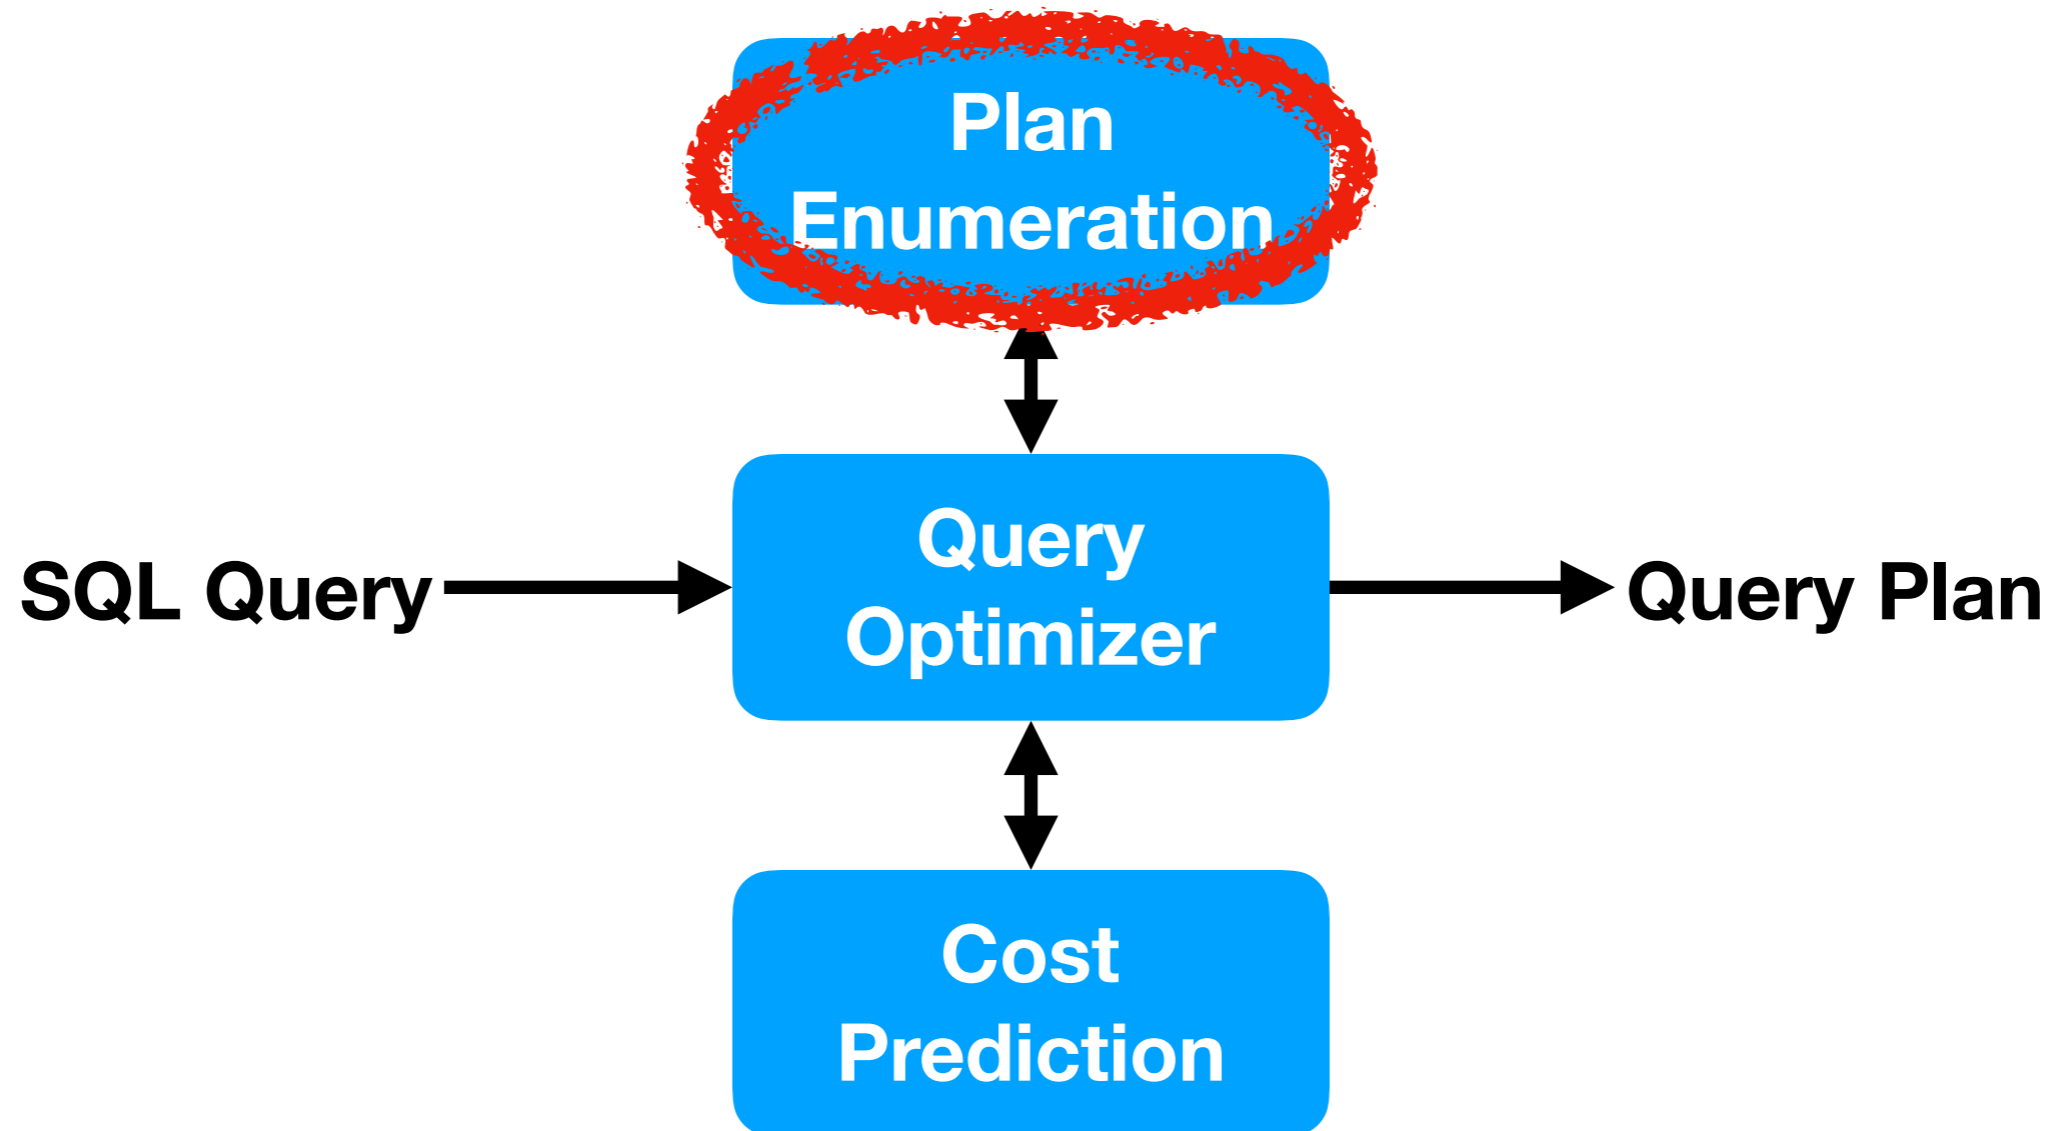 Plan
Enumeration
SQL Query
Query
Optimizer
Query Plan
Cost
Prediction